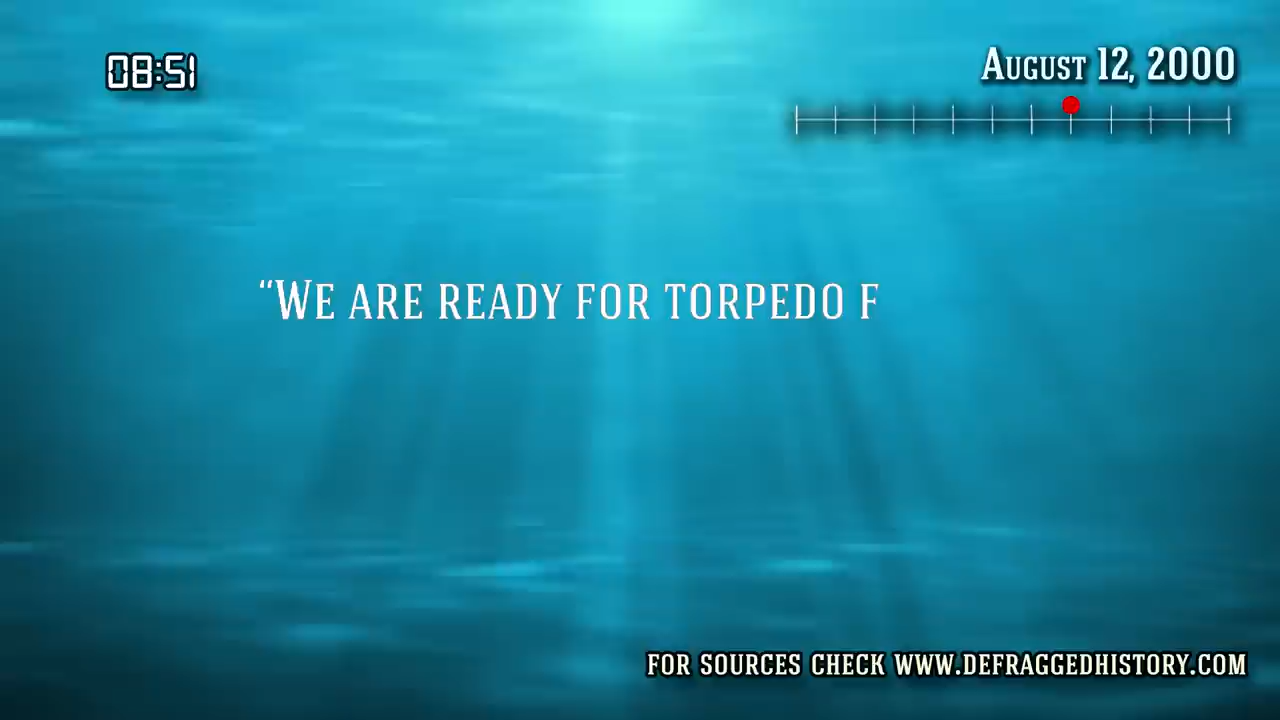 08:51
August 12, 2000
“We are ready for torpedo f
for sources check www.defraggedhistory.com